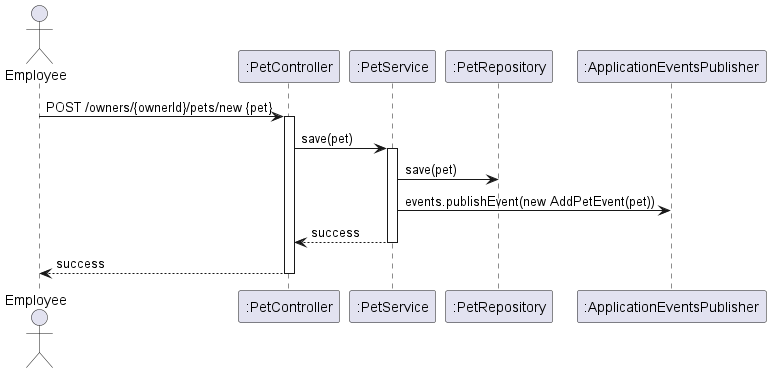 Employee
:PetController
:PetService
:PetRepository
:ApplicationEventsPublisher
POST /owners/{ownerId}/pets/new {pet}
save(pet)
save(pet)
events.publishEvent(new AddPetEvent(pet))
success
success
Employee
:PetController
:PetService
:PetRepository
:ApplicationEventsPublisher